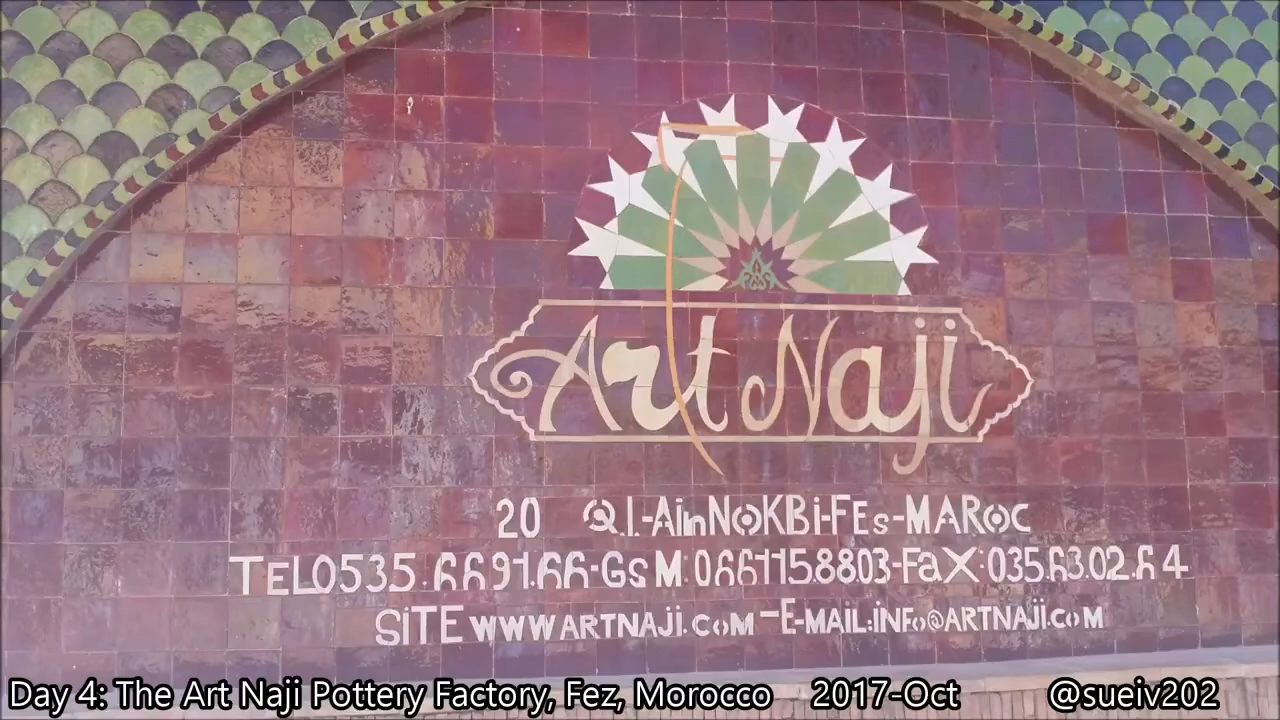 Art Naji
20 Q.I.-AinNOKBi-FEs-MARoc
TEL0535.669166-GsM:0661158803-FaX:035.63.02.64
SiTE WWW.ARTNAJi.COM-E-MAIL:iNFo@ARTNAJi.COM
Day 4: The Art Naji Pottery Factory, Fez, Morocco 2017-Oct @sueiv202